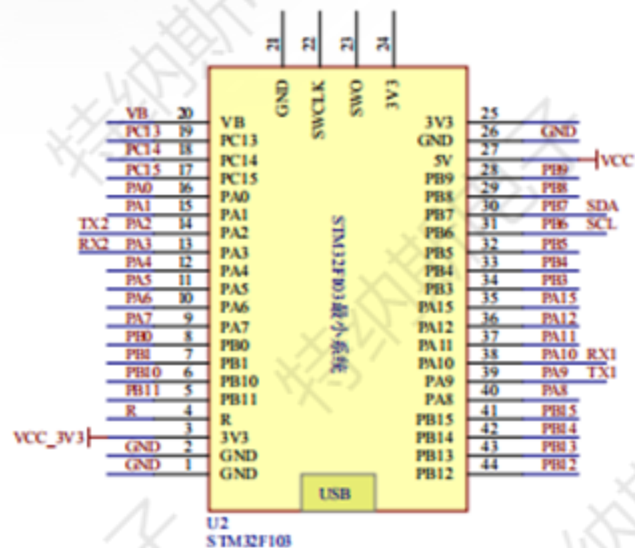 21 22 23 24
GND SWCLK SWO 3V3
VB 20 VB 3V3 25
PC13 19 PC13 GND 26 GND
PC14 18 PC14 5V 27 VCC
PC15 17 PC15 PB9 28 PB9
PA0 16 PA0 PB8 29 PB8
PA1 15 PA1 PB7 30 PB7 SDA
TX2 PA2 14 PA2 PB6 31 PB6 SCL
RX2 PA3 13 PA3 PB5 32 PB5
PA4 12 PA4 PB4 33 PB4
PA5 11 PA5 PB3 34 PB3
PA6 10 PA6 PA15 35 PA15
PA7 9 PA7 PA12 36 PA12
PB0 8 PB0 PA11 37 PA11
PB1 7 PB1 PA10 38 PA10 RX1
PB10 6 PB10 PA9 39 PA9 TX1
PB11 5 PB11 PA8 40 PA8
R 4 R PB15 41 PB15
VCC_3V3 3 3V3 PB14 42 PB14
GND 2 GND PB13 43 PB13
GND 1 GND PB12 44 PB12
STM32F103最小系统
USB
U2
STM32F103
特纳斯电子